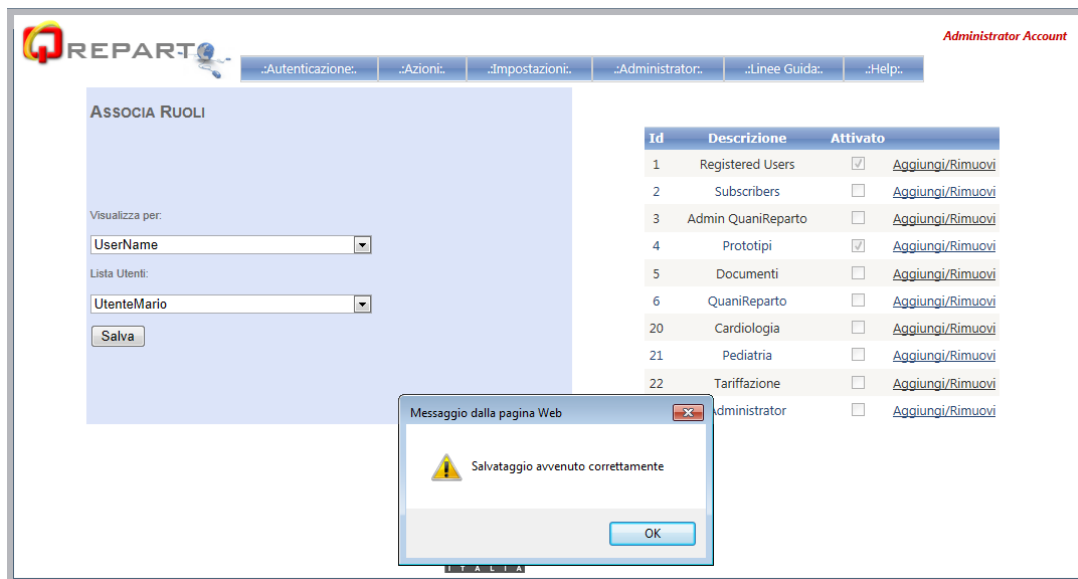 QREPARTO
Administrator Account
.:Autenticazione:. .:Azioni:. .:Impostazioni:. .:Administrator:. .:Linee Guida:. .:Help:.
Associa Ruoli
Visualizza per:
UserName
Lista Utenti:
UtenteMario
Salva
Id Descrizione Attivato
1 Registered Users Aggiungi/Rimuovi
2 Subscribers Aggiungi/Rimuovi
3 Admin QuaniReparto Aggiungi/Rimuovi
4 Prototipi Aggiungi/Rimuovi
5 Documenti Aggiungi/Rimuovi
6 QuaniReparto Aggiungi/Rimuovi
20 Cardiologia Aggiungi/Rimuovi
21 Pediatria Aggiungi/Rimuovi
22 Tariffazione Aggiungi/Rimuovi
dministrator Aggiungi/Rimuovi
Messaggio dalla pagina Web
Salvataggio avvenuto correttamente
OK
ITALIA